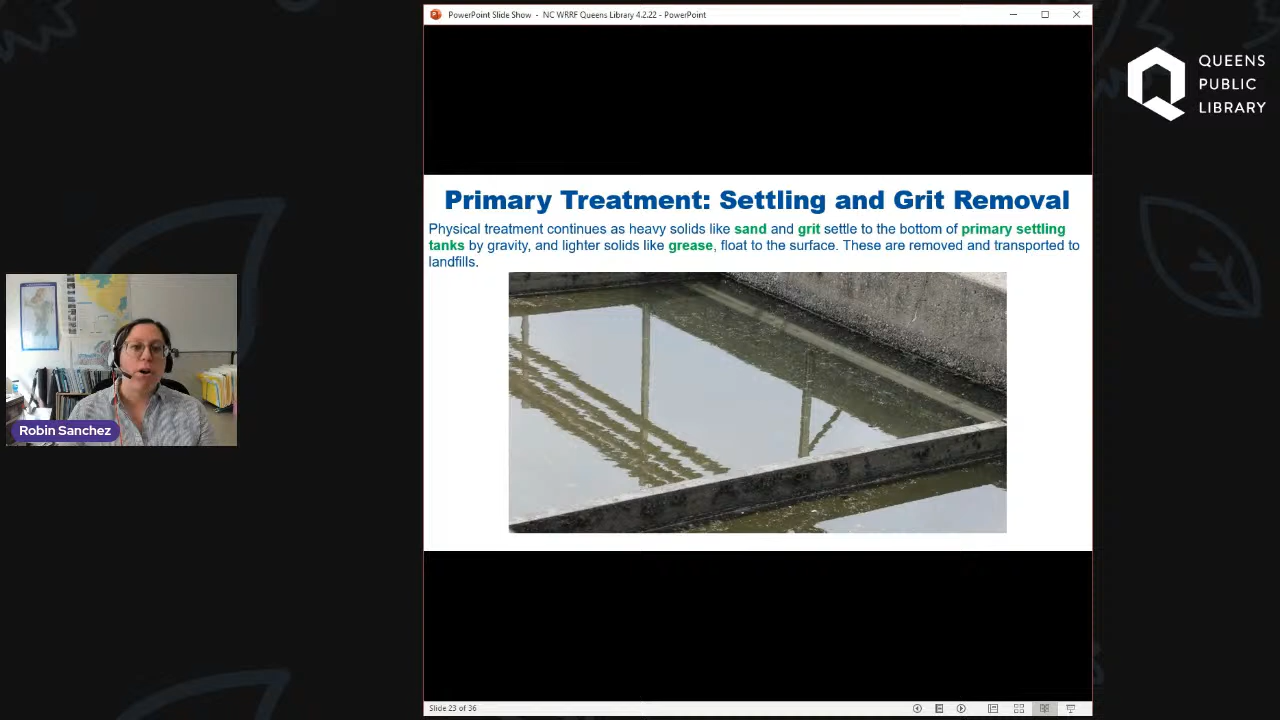 PowerPoint Slide Show - NC WRRF Queens Library 4.2.22 - PowerPoint
QUEENS
PUBLIC
LIBRARY
Primary Treatment: Settling and Grit Removal
Physical treatment continues as heavy solids like sand and grit settle to the bottom of primary settling
tanks by gravity, and lighter solids like grease, float to the surface. These are removed and transported to
landfills.
Robin Sanchez
Slide 23 of 36